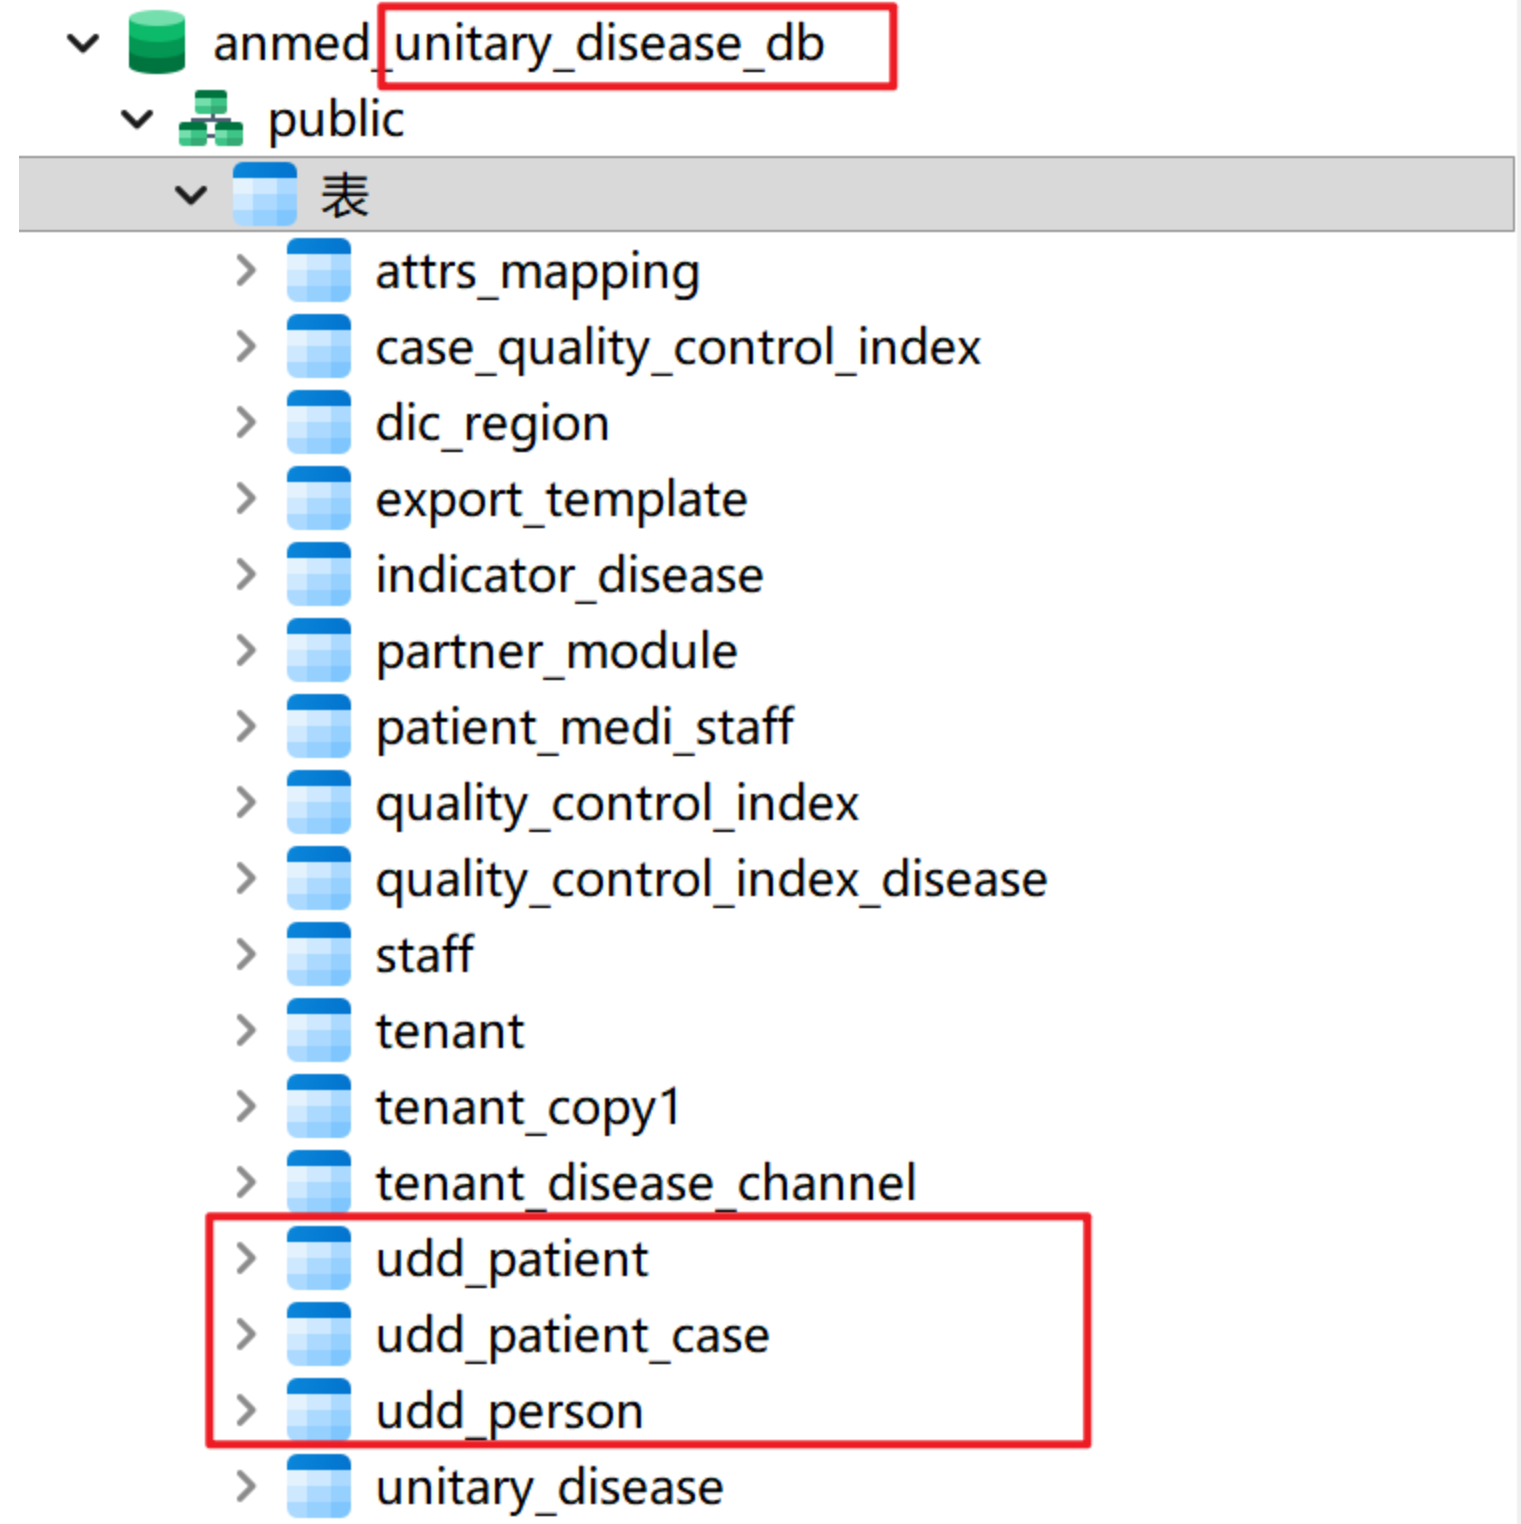 anmed_unitary_disease_db
public
表
attrs_mapping
case_quality_control_index
dic_region
export_template
indicator_disease
partner_module
patient_medi_staff
quality_control_index
quality_control_index_disease
staff
tenant
tenant_copy1
tenant_disease_channel
udd_patient
udd_patient_case
udd_person
unitary_disease